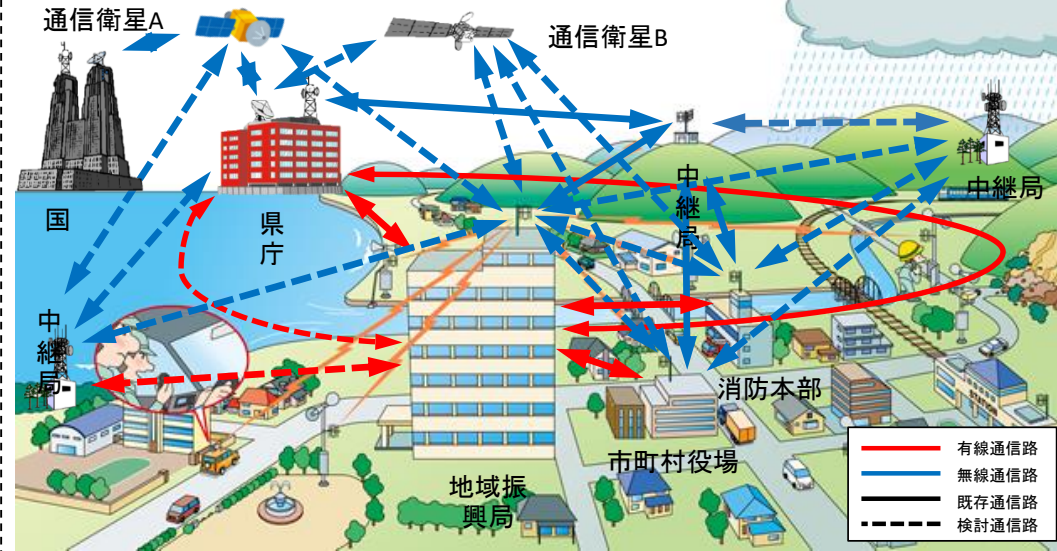 通信衛星A
通信衛星B
国
県
庁
中
継
局
中継局
中
継
局
消防本部
市町村役場
地域振
興局
STATION
有線通信路
無線通信路
既存通信路
検討通信路